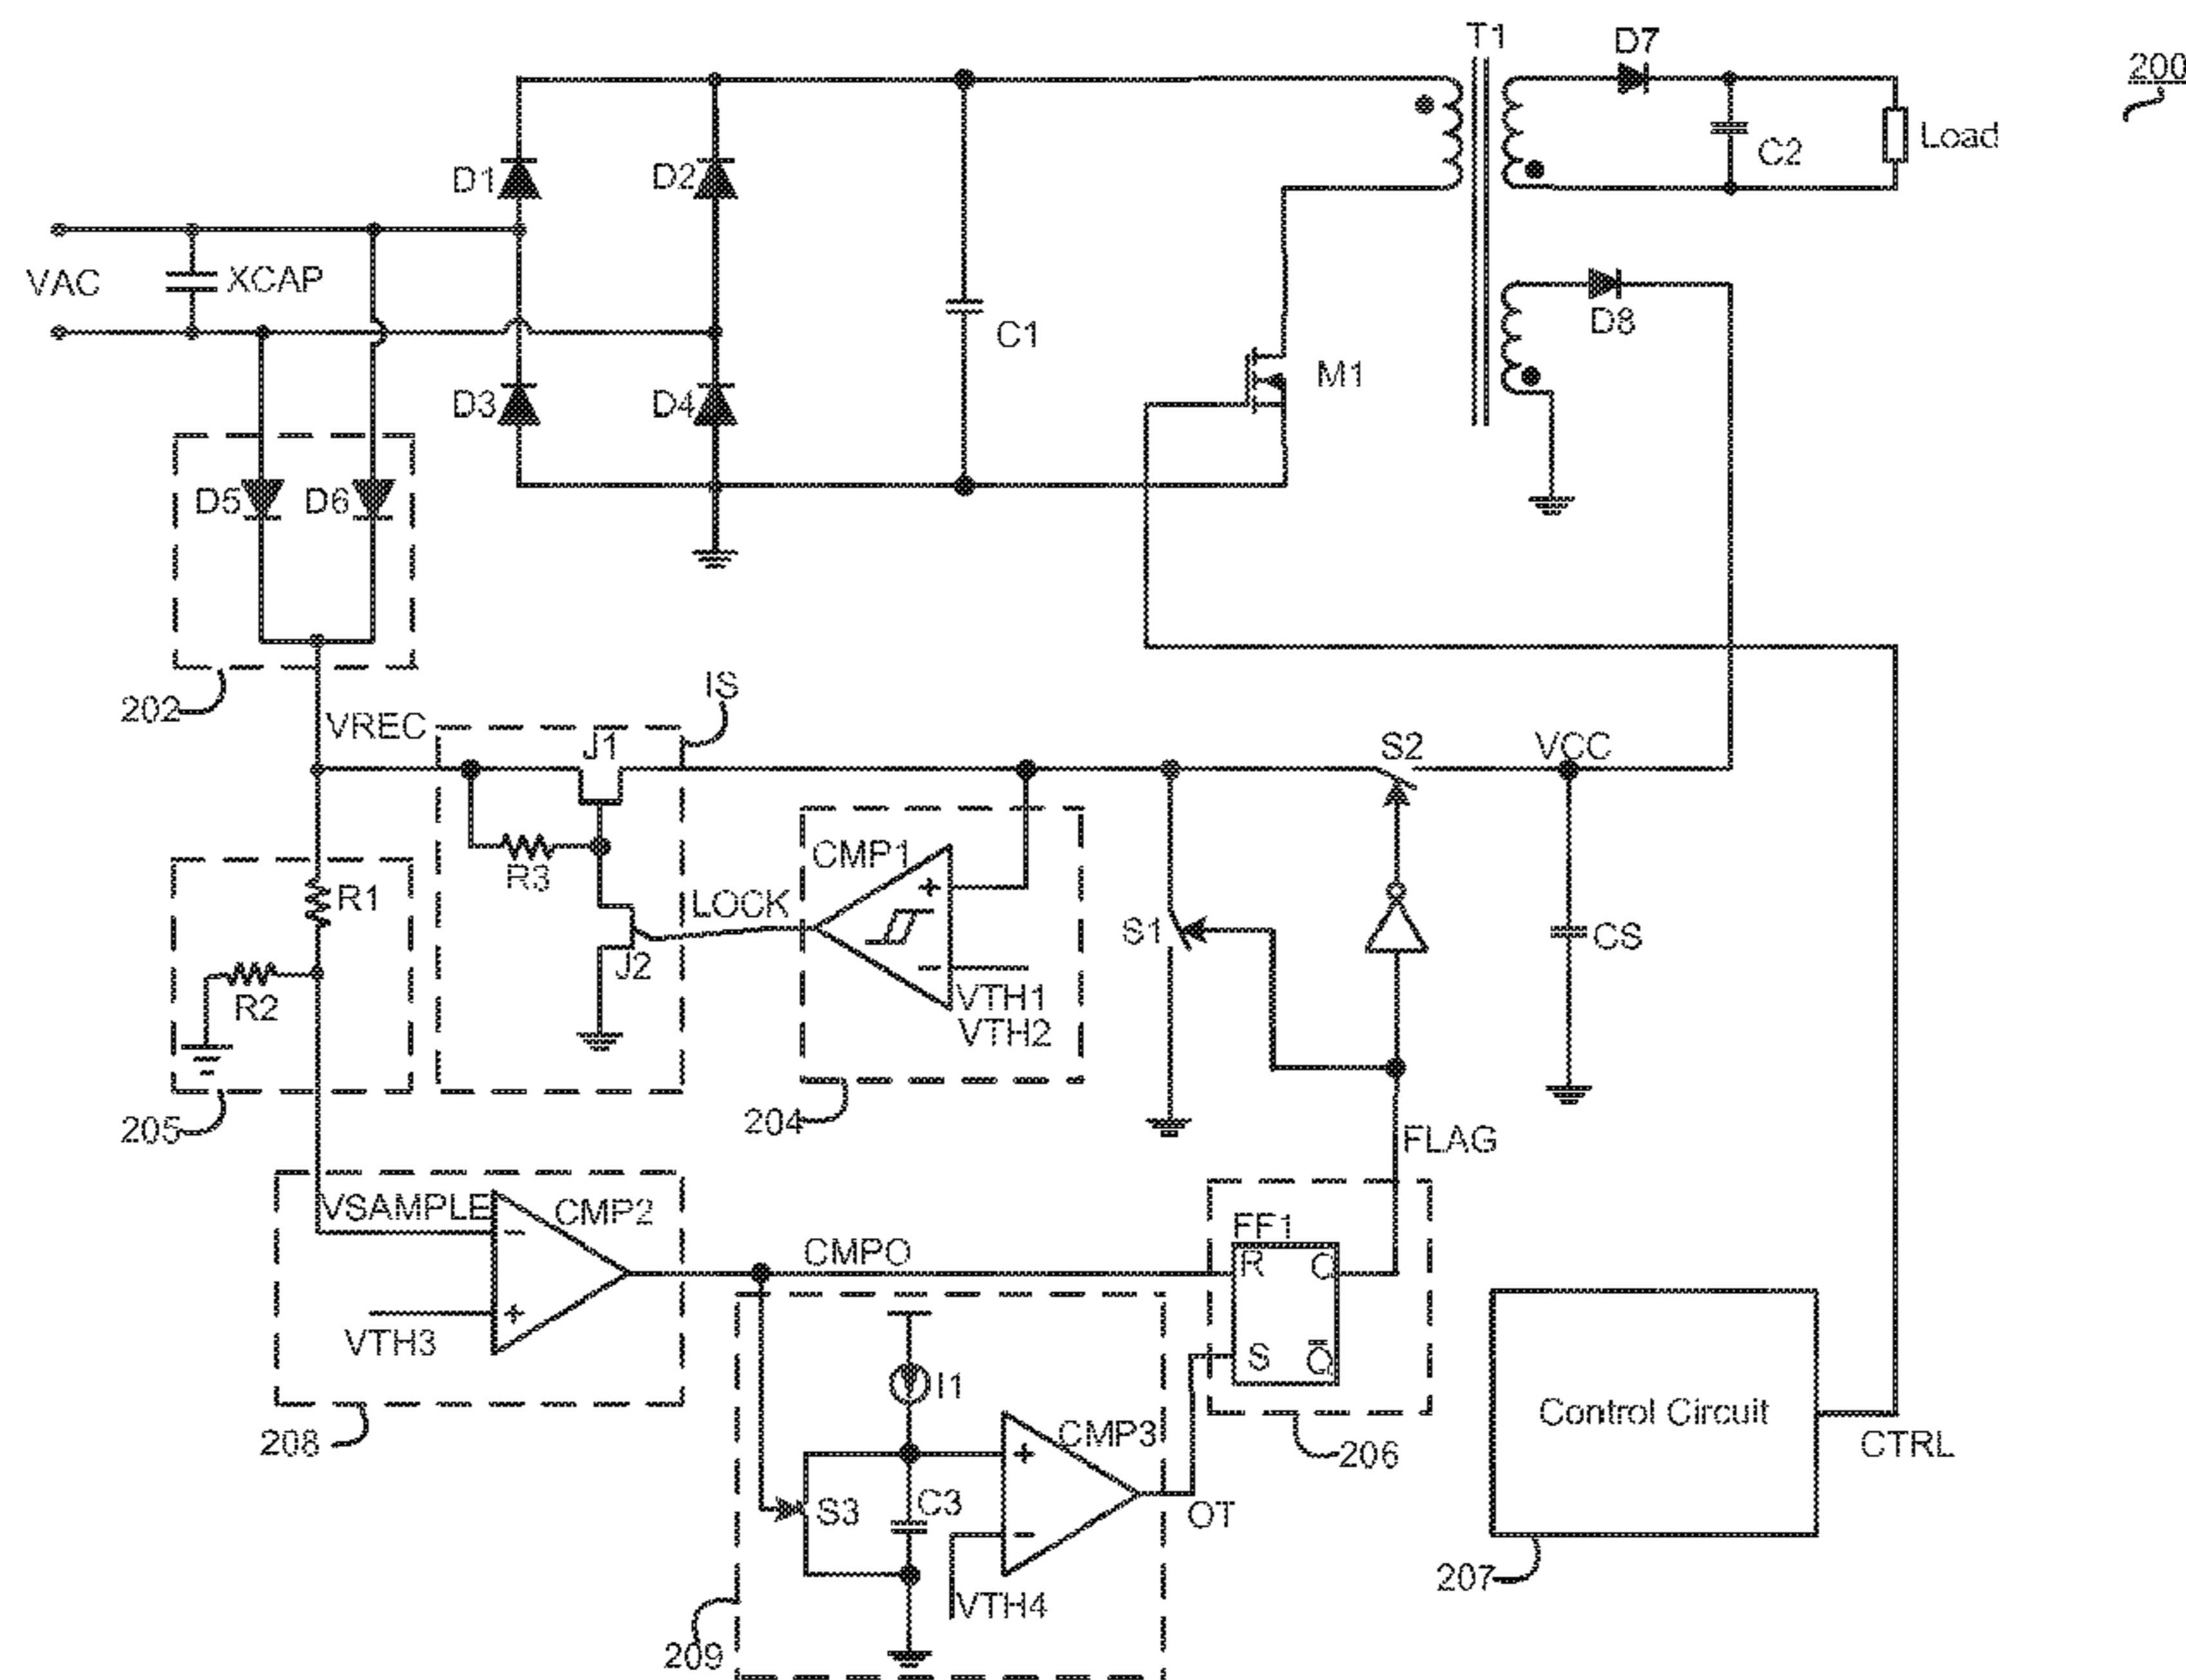 T1
D7
200
D1
D2
C2
Load
VAC
XCAP
C1
D8
D3
D4
M1
D5
D6
202
VREC
IS
J1
S2
VCC
R3
CMP1
R1
LOCK
S1
CS
R2
J2
VTH1
VTH2
205
204
FLAG
VSAMPLE
CMP2
CMPO
FF1
R
Q
VTH3
S
Q̅
I1
Control Circuit
208
CMP3
206
CTRL
S3
C3
OT
VTH4
207
209